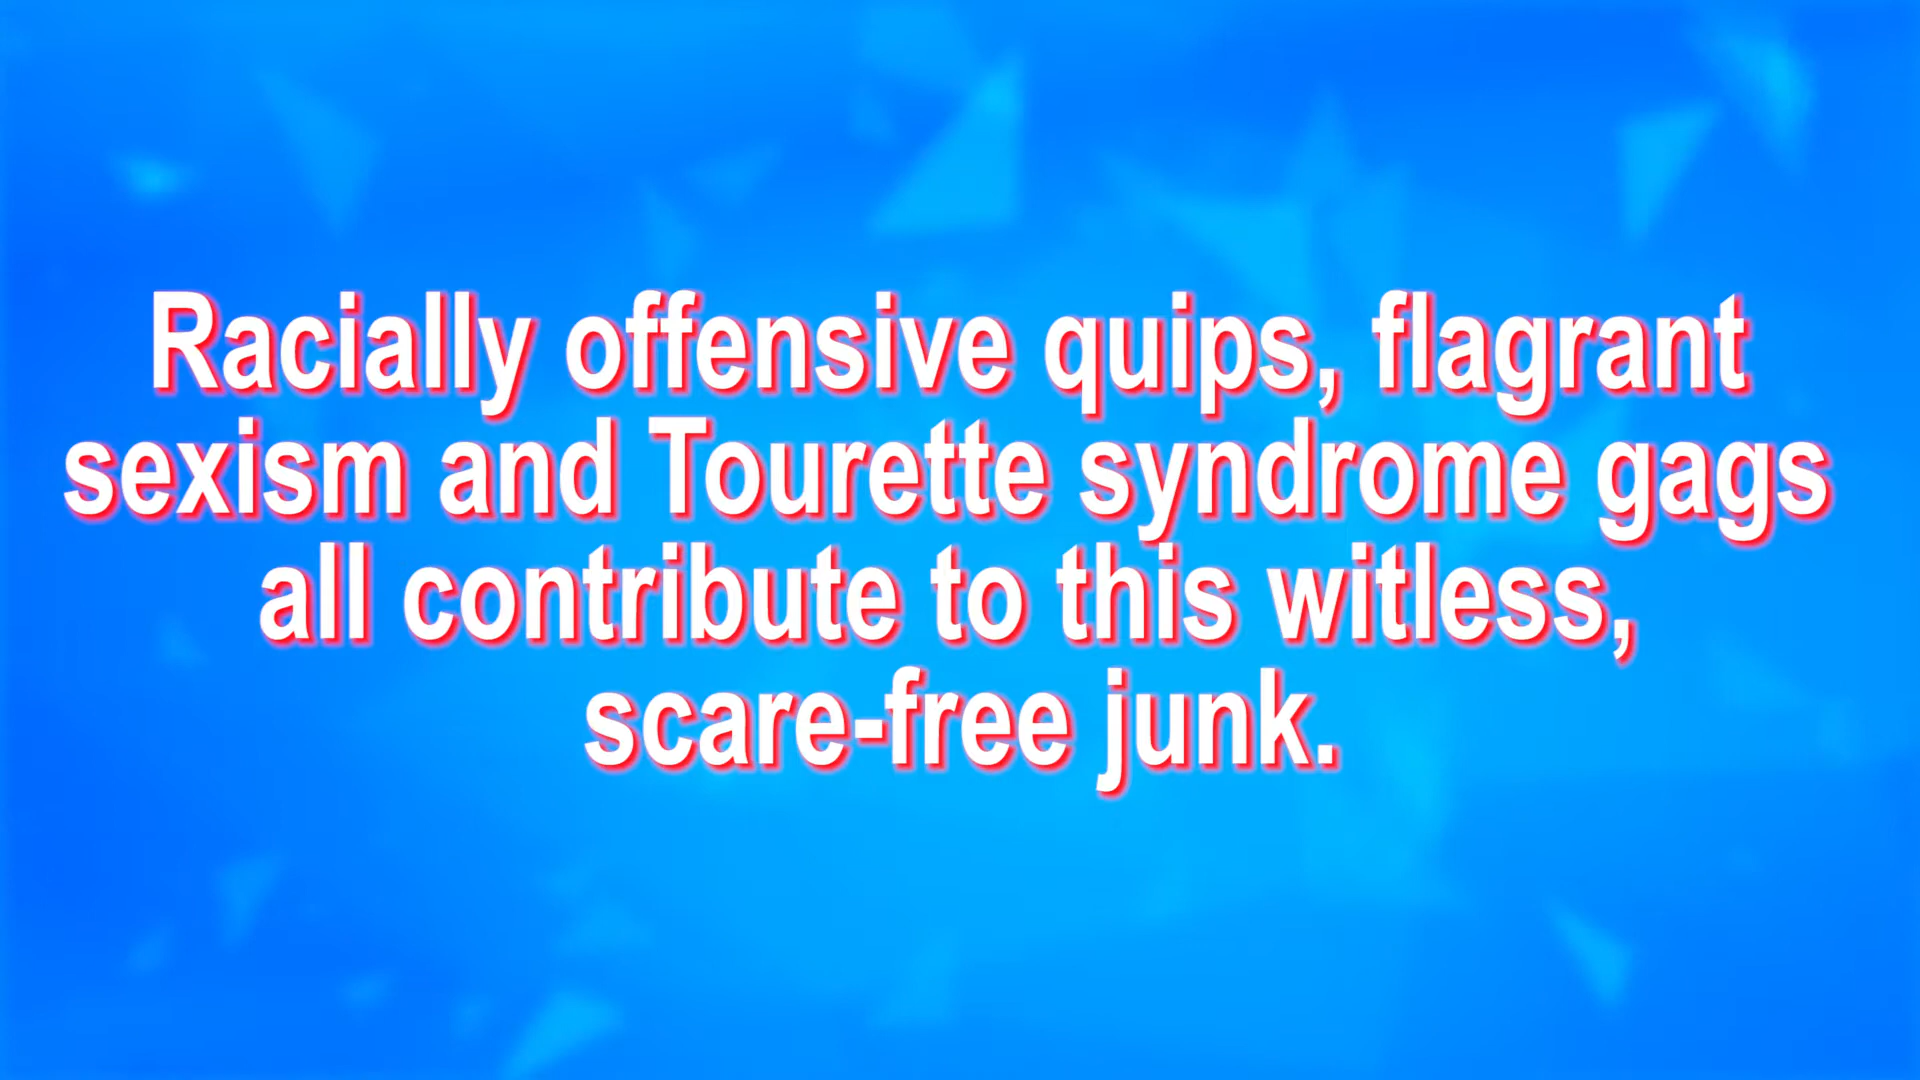 Racially offensive quips, flagrant
sexism and Tourette syndrome gags
all contribute to this witless,
scare-free junk.